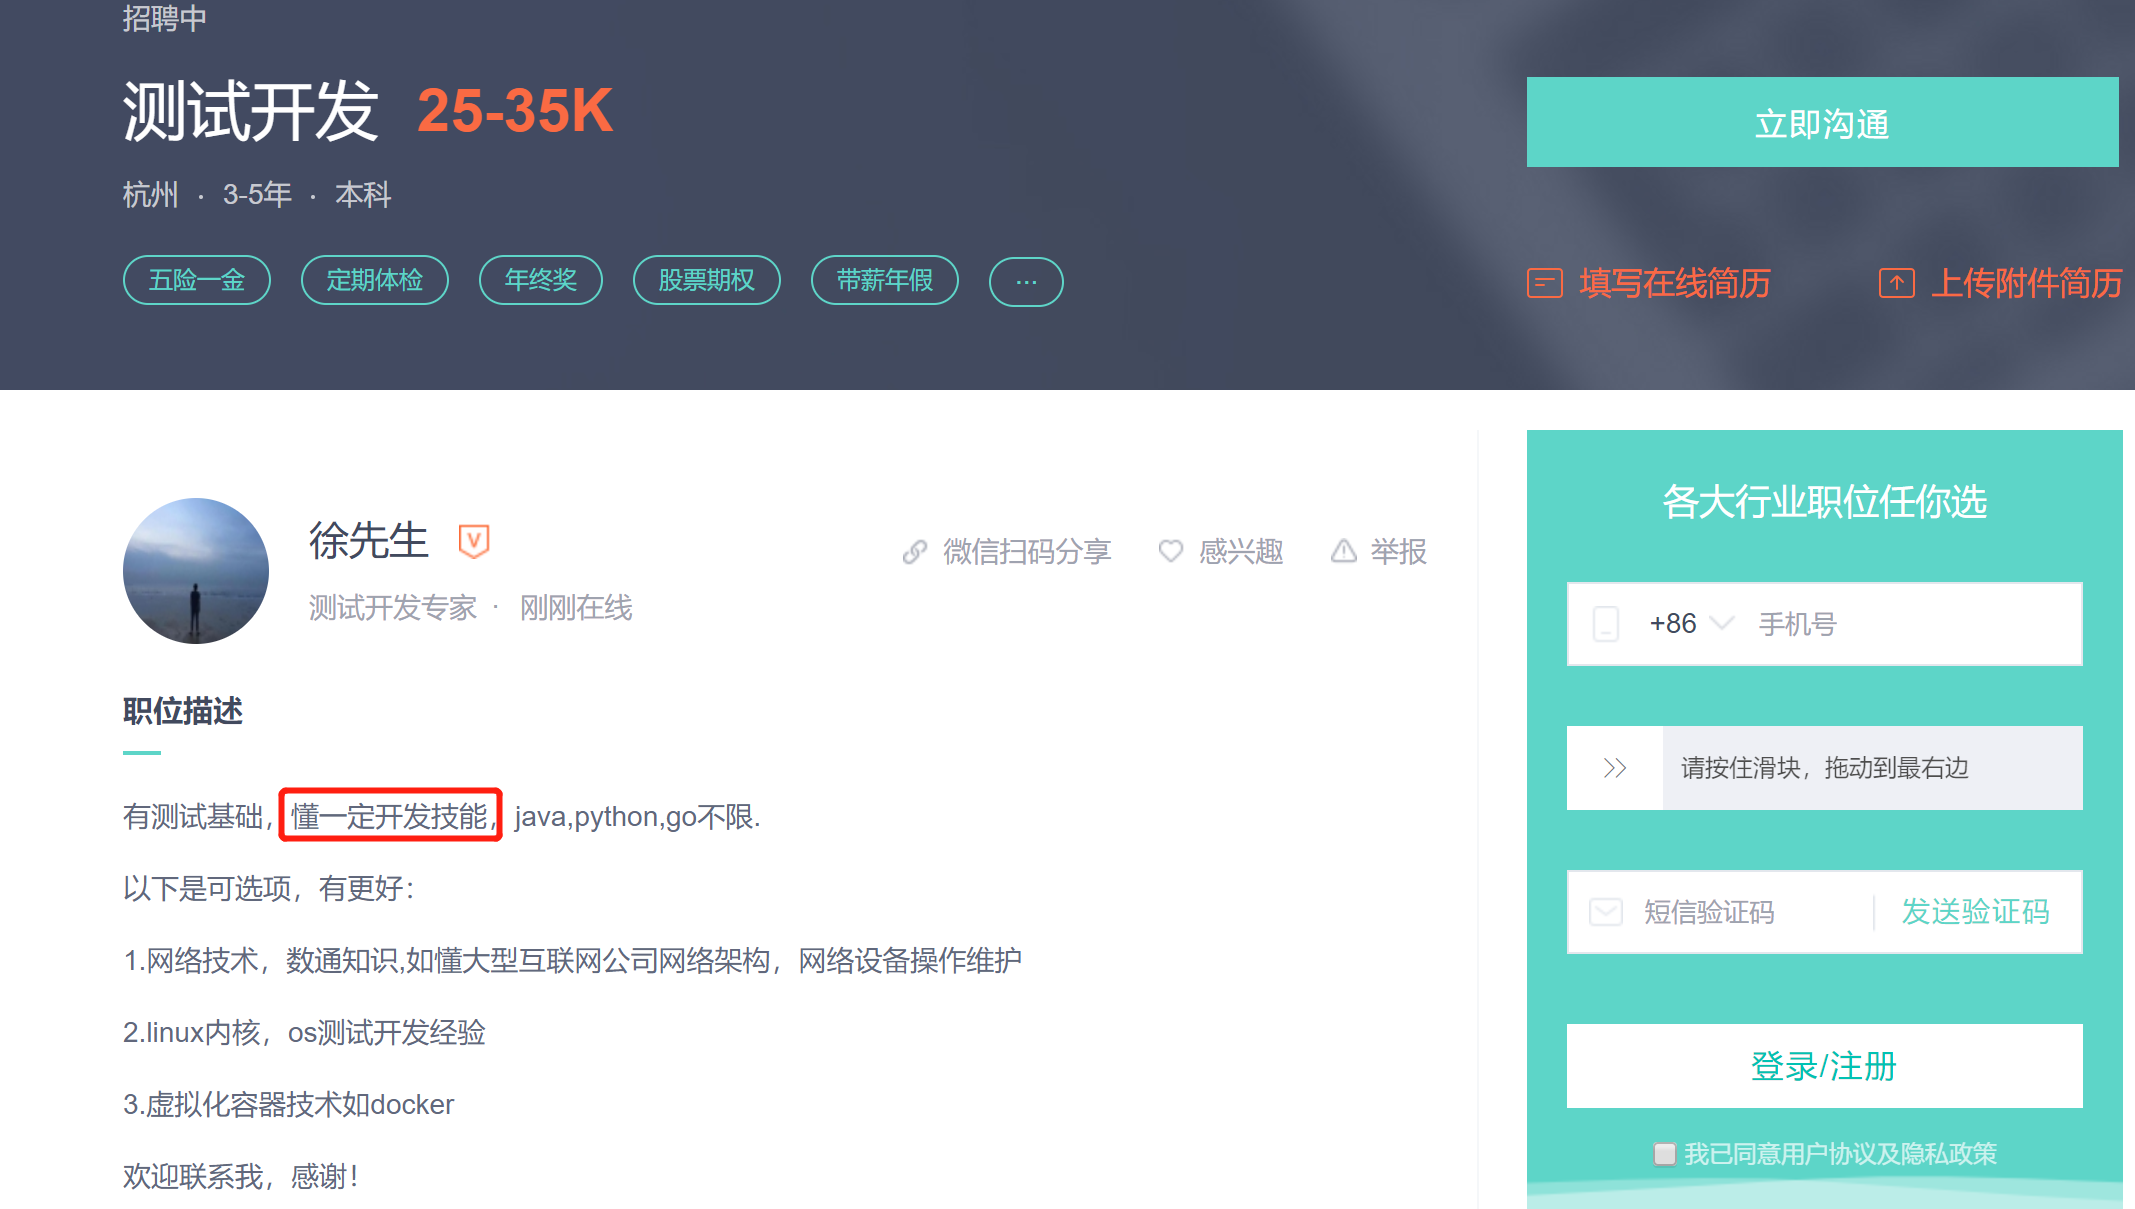 招聘中
测试开发 25-35K
立即沟通
杭州 · 3-5年 · 本科
五险一金 定期体检 年终奖 股票期权 带薪年假 ...
填写在线简历 上传附件简历
徐先生
微信扫码分享 感兴趣 举报
测试开发专家 · 刚刚在线
职位描述
有测试基础，懂一定开发技能，java,python,go不限.
以下是可选项，有更好：
1.网络技术，数通知识,如懂大型互联网公司网络架构，网络设备操作维护
2.linux内核，os测试开发经验
3.虚拟化容器技术如docker
欢迎联系我，感谢！
各大行业职位任你选
+86 手机号
请按住滑块，拖动到最右边
短信验证码 发送验证码
登录/注册
我已同意用户协议及隐私政策